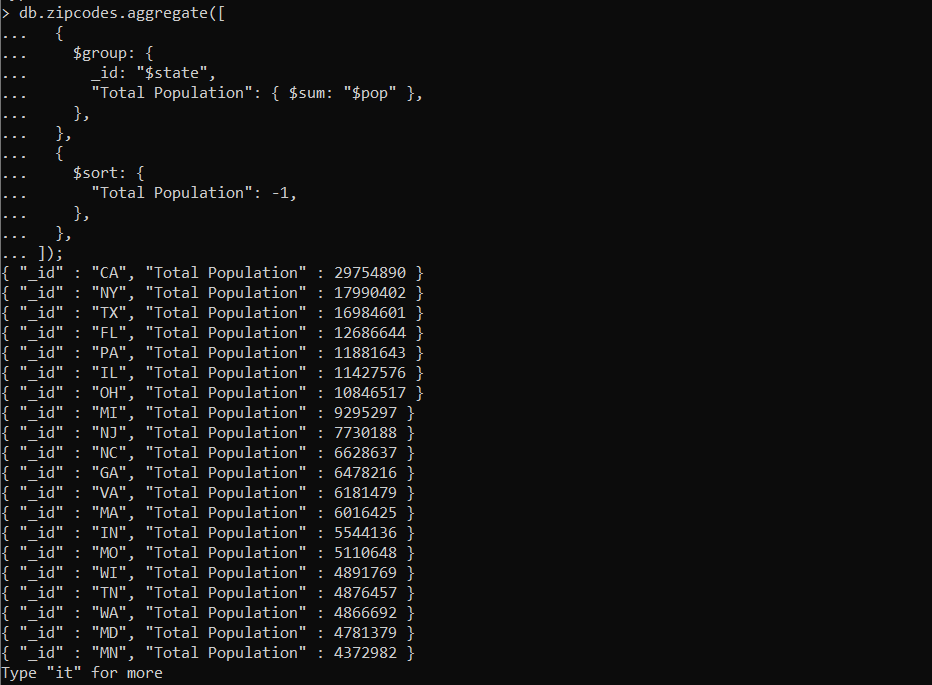 > db.zipcodes.aggregate([
...   {
...     $group: {
...       _id: "$state",
...       "Total Population": { $sum: "$pop" },
...     },
...   },
...   {
...     $sort: {
...       "Total Population": -1,
...     },
...   },
... ]);
{ "_id" : "CA", "Total Population" : 29754890 }
{ "_id" : "NY", "Total Population" : 17990402 }
{ "_id" : "TX", "Total Population" : 16984601 }
{ "_id" : "FL", "Total Population" : 12686644 }
{ "_id" : "PA", "Total Population" : 11881643 }
{ "_id" : "IL", "Total Population" : 11427576 }
{ "_id" : "OH", "Total Population" : 10846517 }
{ "_id" : "MI", "Total Population" : 9295297 }
{ "_id" : "NJ", "Total Population" : 7730188 }
{ "_id" : "NC", "Total Population" : 6628637 }
{ "_id" : "GA", "Total Population" : 6478216 }
{ "_id" : "VA", "Total Population" : 6181479 }
{ "_id" : "MA", "Total Population" : 6016425 }
{ "_id" : "IN", "Total Population" : 5544136 }
{ "_id" : "MO", "Total Population" : 5110648 }
{ "_id" : "WI", "Total Population" : 4891769 }
{ "_id" : "TN", "Total Population" : 4876457 }
{ "_id" : "WA", "Total Population" : 4866692 }
{ "_id" : "MD", "Total Population" : 4781379 }
{ "_id" : "MN", "Total Population" : 4372982 }
Type "it" for more